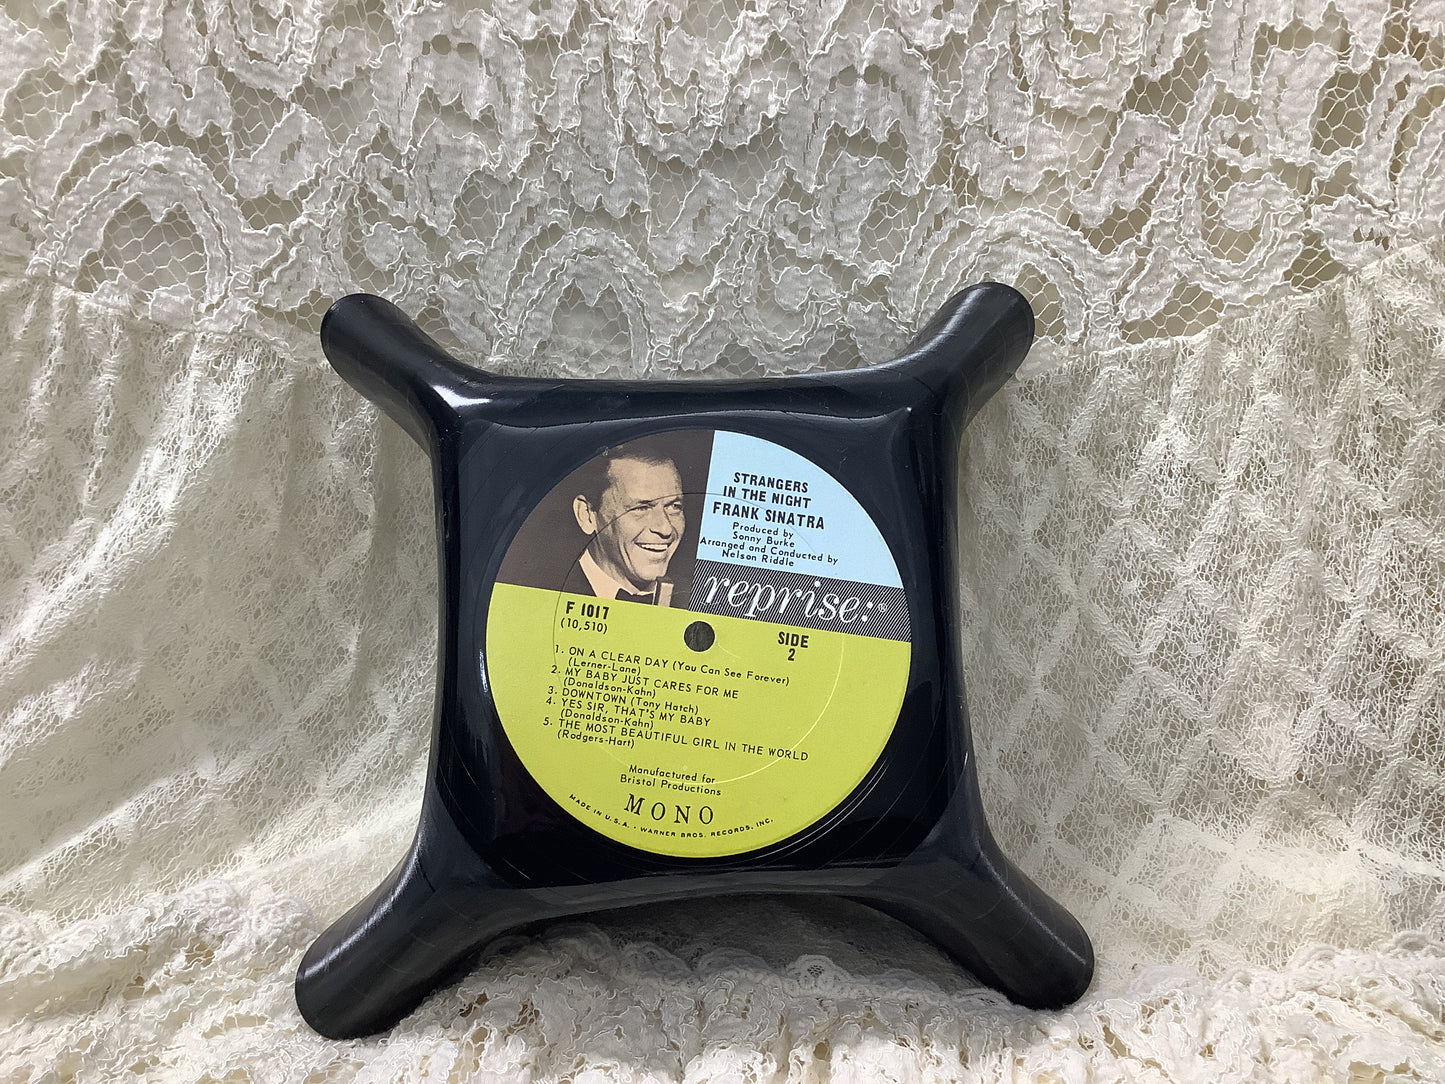 STRANGERS
IN THE NIGHT
FRANK SINATRA
Produced by
Sonny Burke
Arranged and Conducted by
Nelson Riddle
reprise:®
F 1017
(10,510)
SIDE
2
1. ON A CLEAR DAY (You Can See Forever)
(Lerner-Lane)
2. MY BABY JUST CARES FOR ME
(Donaldson-Kahn)
3. DOWNTOWN (Tony Hatch)
4. YES SIR, THAT'S MY BABY
(Donaldson-Kahn)
5. THE MOST BEAUTIFUL GIRL IN THE WORLD
(Rodgers-Hart)
Manufactured for
Bristol Productions
MONO
MADE IN U.S.A. • WARNER BROS. RECORDS, INC.